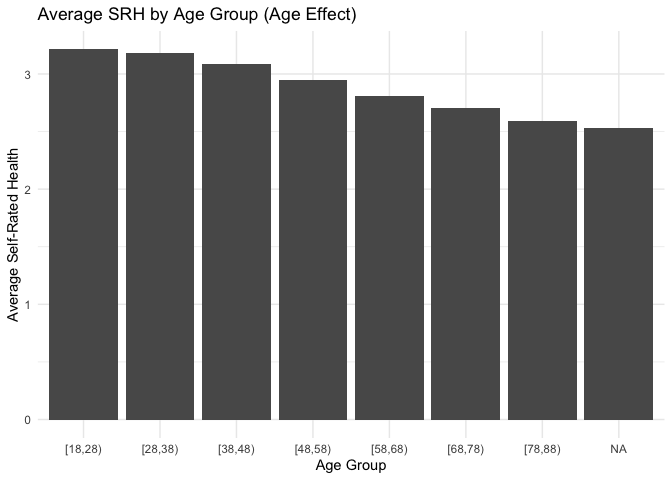 Average SRH by Age Group (Age Effect)
Average Self-Rated Health
3
2
1
0
[18,28) [28,38) [38,48) [48,58) [58,68) [68,78) [78,88) NA
Age Group